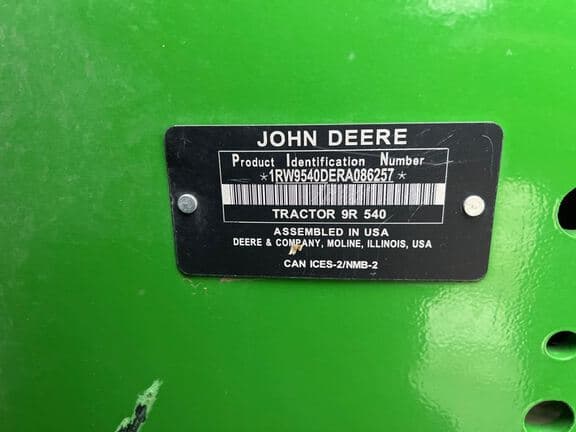 JOHN DEERE
Product Identification Number
*1RW9540DERA086257*
TRACTOR 9R 540
ASSEMBLED IN USA
DEERE & COMPANY, MOLINE, ILLINOIS, USA
CAN ICES-2/NMB-2